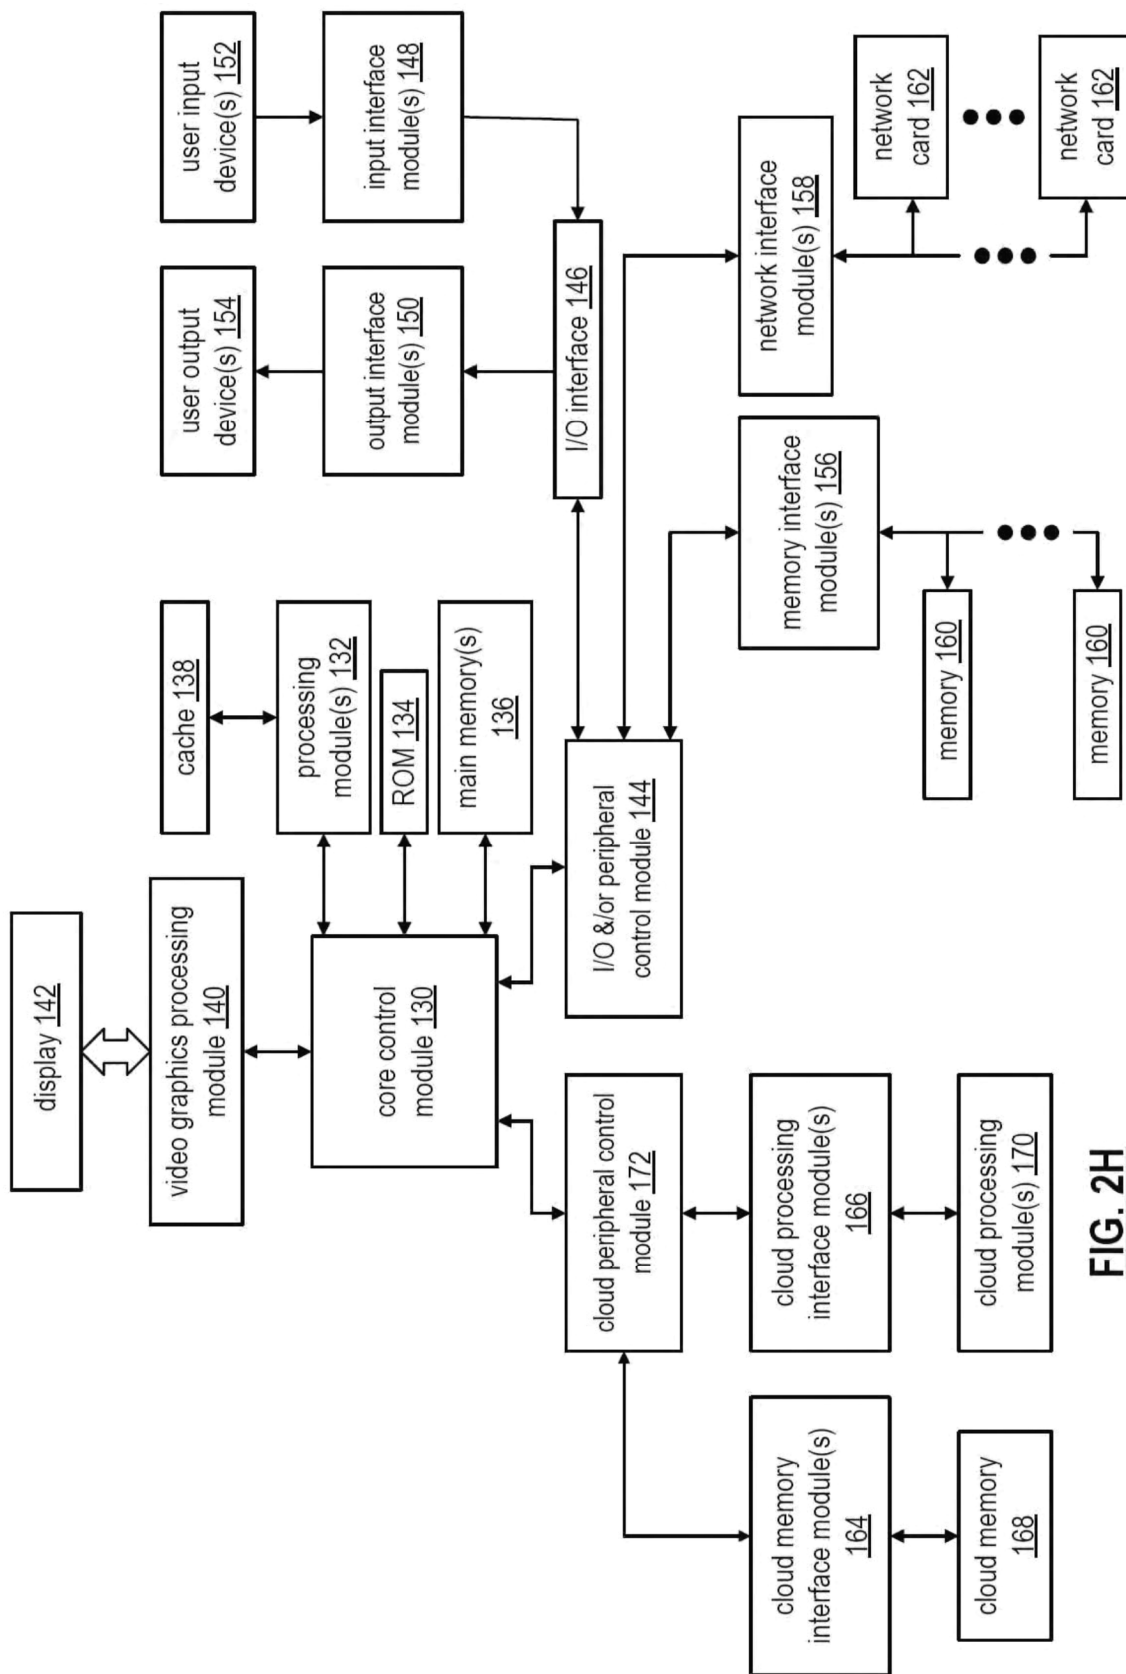 display 142
video graphics processing
module 140
core control
module 130
cache 138
processing
module(s) 132
ROM 134
main memory(s)
136
user output
device(s) 154
user input
device(s) 152
output interface
module(s) 150
input interface
module(s) 148
I/O interface 146
cloud peripheral control
module 172
I/O &/or peripheral
control module 144
cloud memory
interface module(s)
164
cloud processing
interface module(s)
166
memory interface
module(s) 156
network interface
module(s) 158
cloud memory
168
cloud processing
module(s) 170
memory 160
memory 160
network
card 162
network
card 162
FIG. 2H